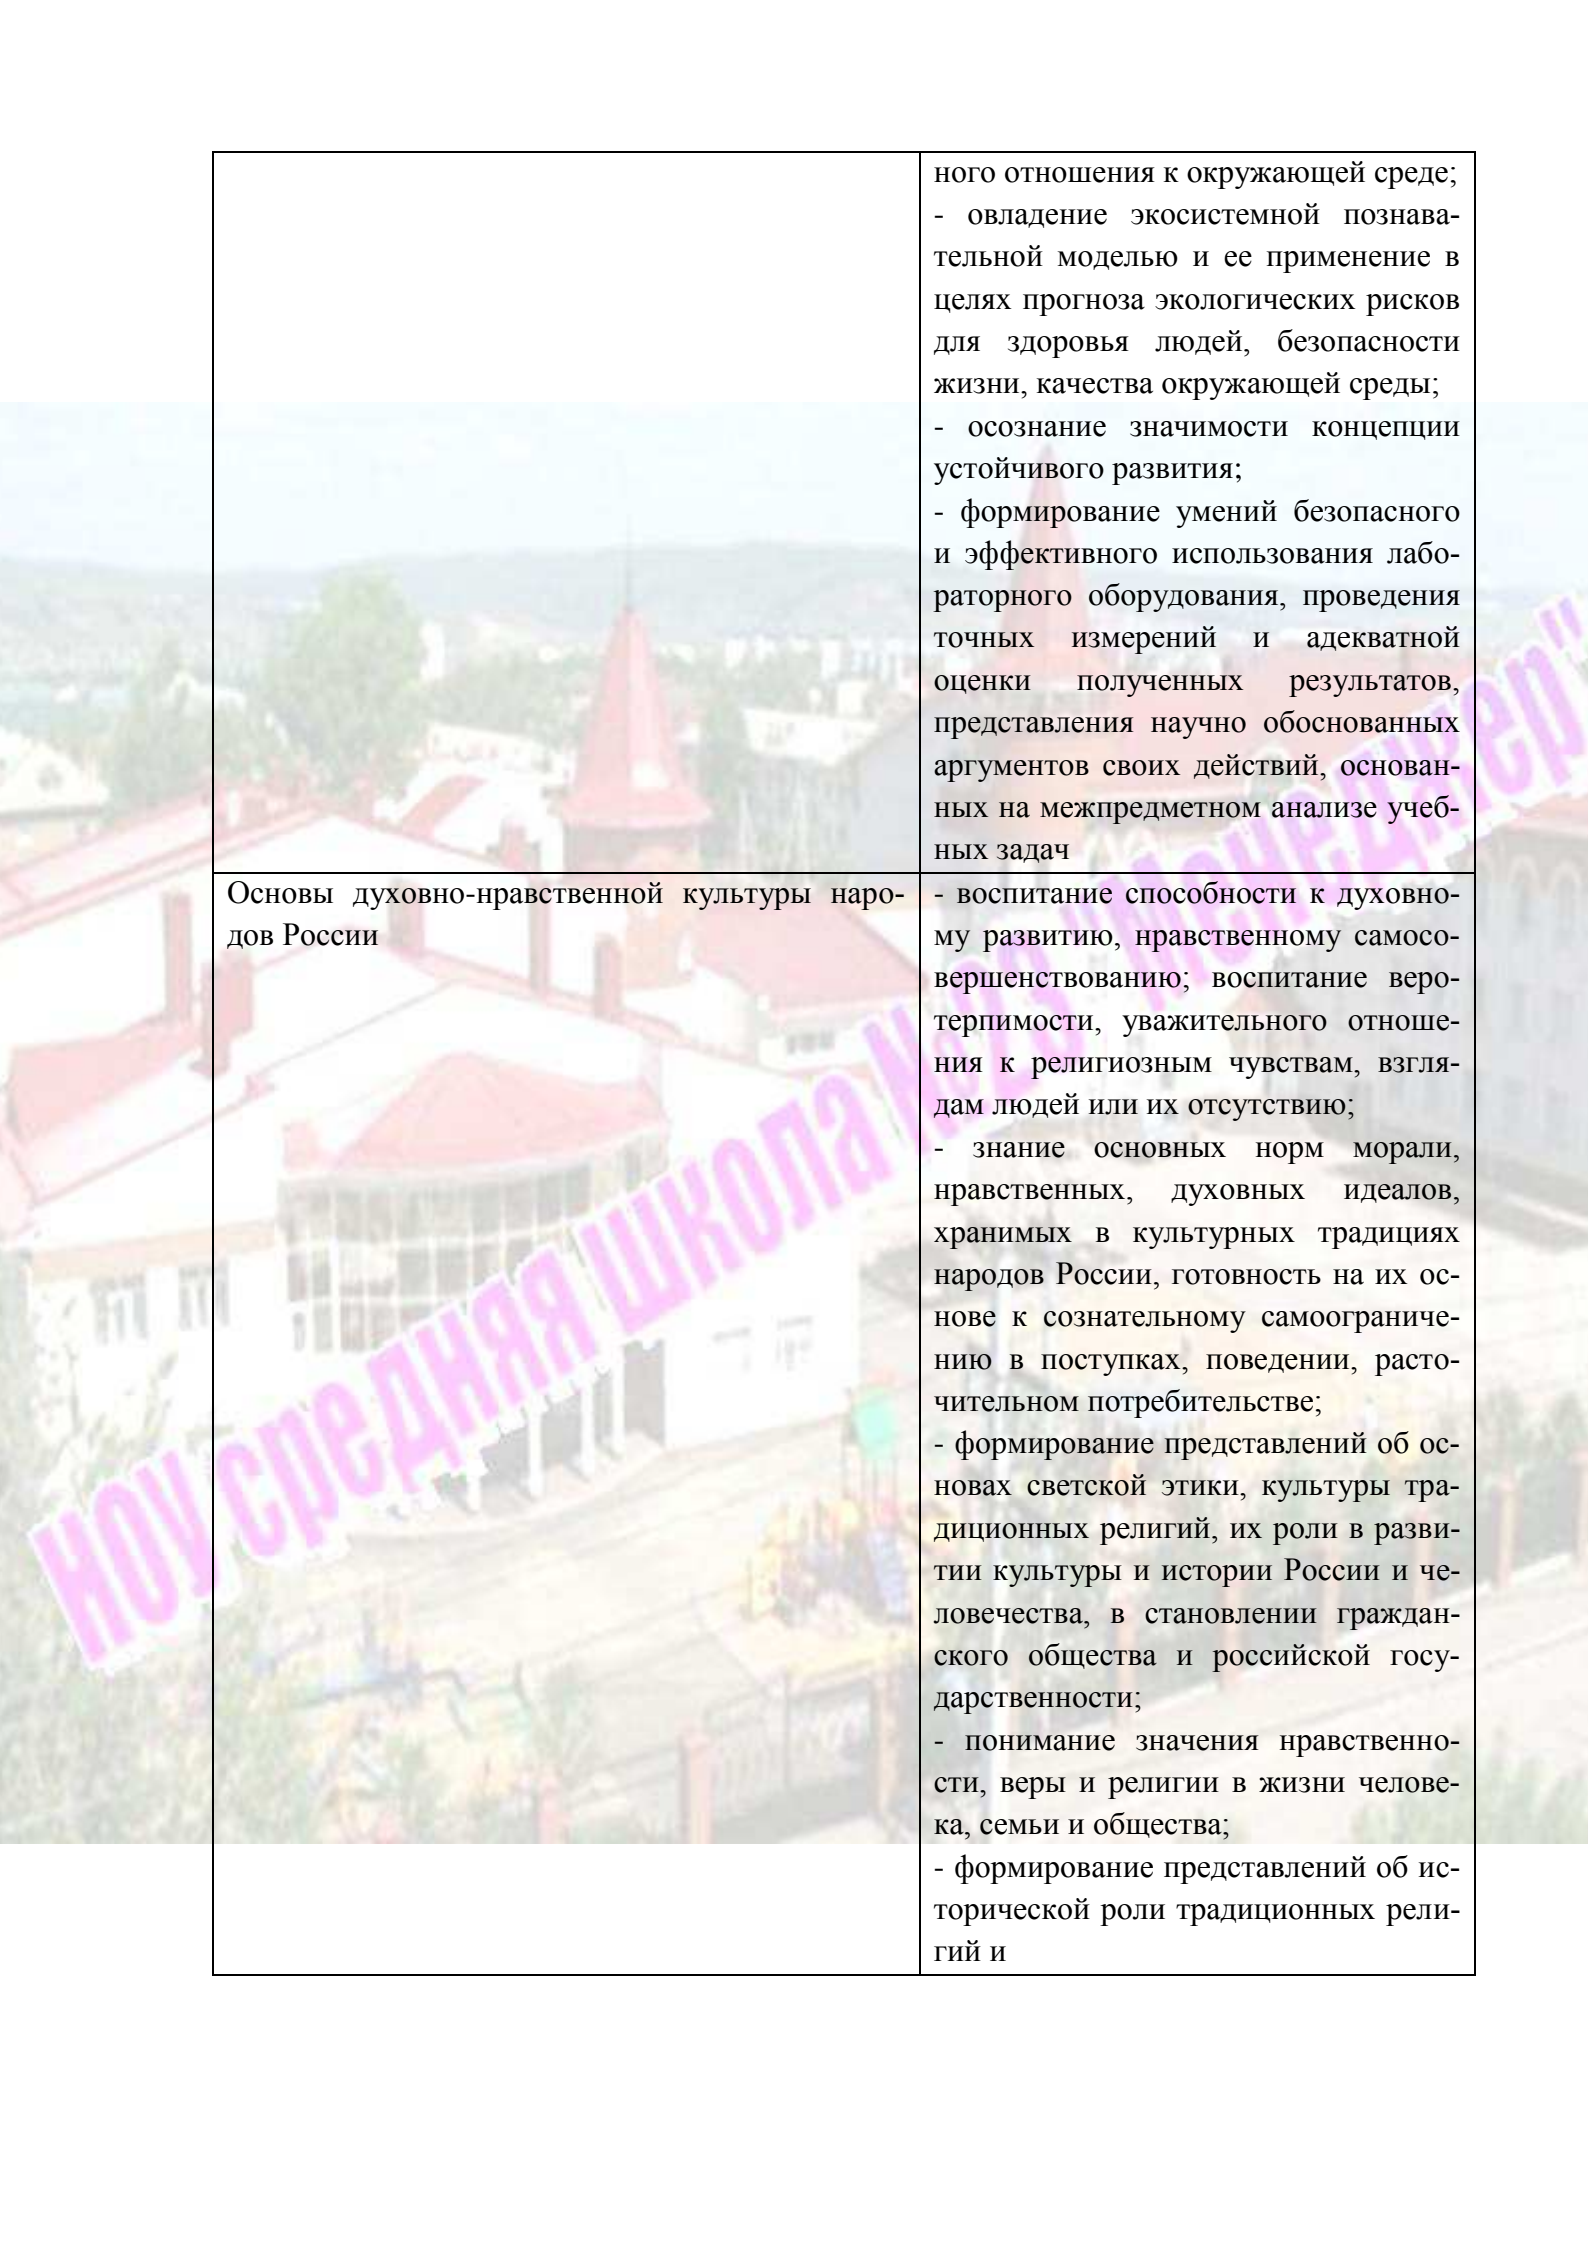 ного отношения к окружающей среде;
- овладение экосистемной познава-
тельной моделью и ее применение в
целях прогноза экологических рисков
для здоровья людей, безопасности
жизни, качества окружающей среды;
- осознание значимости концепции
устойчивого развития;
- формирование умений безопасного
и эффективного использования лабо-
раторного оборудования, проведения
точных измерений и адекватной
оценки полученных результатов,
представления научно обоснованных
аргументов своих действий, основан-
ных на межпредметном анализе учеб-
ных задач
Основы духовно-нравственной культуры наро-
дов России
- воспитание способности к духовно-
му развитию, нравственному самосо-
вершенствованию; воспитание веро-
терпимости, уважительного отноше-
ния к религиозным чувствам, взгля-
дам людей или их отсутствию;
- знание основных норм морали,
нравственных, духовных идеалов,
хранимых в культурных традициях
народов России, готовность на их ос-
нове к сознательному самоограниче-
нию в поступках, поведении, расто-
чительном потребительстве;
- формирование представлений об ос-
новах светской этики, культуры тра-
диционных религий, их роли в разви-
тии культуры и истории России и че-
ловечества, в становлении граждан-
ского общества и российской госу-
дарственности;
- понимание значения нравственно-
сти, веры и религии в жизни челове-
ка, семьи и общества;
- формирование представлений об ис-
торической роли традиционных рели-
гий и
НОУ средняя школа №23 "Менеджер"